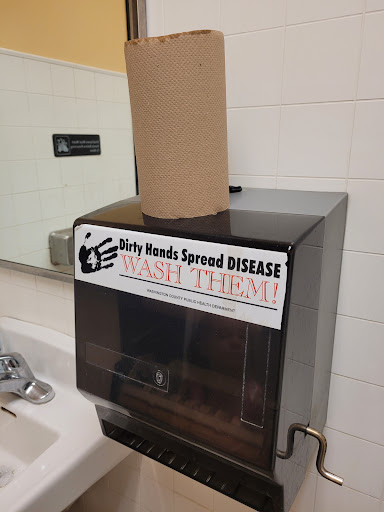 Dirty Hands Spread DISEASE
WASH THEM!
WASHINGTON COUNTY PUBLIC HEALTH DEPARTMENT